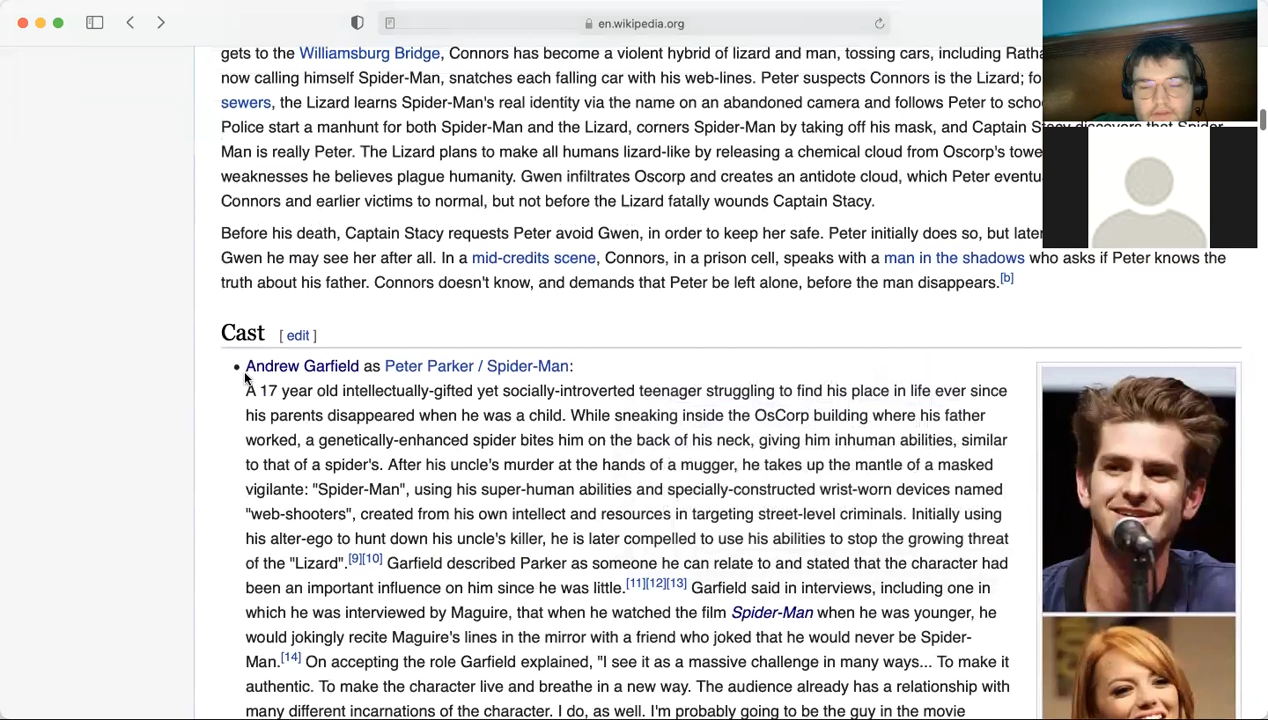 en.wikipedia.org
gets to the Williamsburg Bridge, Connors has become a violent hybrid of lizard and man, tossing cars, including
now calling himself Spider-Man, snatches each falling car with his web-lines. Peter suspects Connors is the Lizard;
sewers, the Lizard learns Spider-Man's real identity via the name on an abandoned camera and follows Peter to
Police start a manhunt for both Spider-Man and the Lizard, corners Spider-Man by taking off his mask, and Captain Stacy discovers that Spider-
Man is really Peter. The Lizard plans to make all humans lizard-like by releasing a chemical cloud from Oscorp's
weaknesses he believes plague humanity. Gwen infiltrates Oscorp and creates an antidote cloud, which Peter
Connors and earlier victims to normal, but not before the Lizard fatally wounds Captain Stacy.
Before his death, Captain Stacy requests Peter avoid Gwen, in order to keep her safe. Peter initially does so, but
Gwen he may see her after all. In a mid-credits scene, Connors, in a prison cell, speaks with a man in the shadows who asks if Peter knows the
truth about his father. Connors doesn't know, and demands that Peter be left alone, before the man disappears.[b]
Cast [ edit ]
• Andrew Garfield as Peter Parker / Spider-Man:
A 17 year old intellectually-gifted yet socially-introverted teenager struggling to find his place in life ever since
his parents disappeared when he was a child. While sneaking inside the OsCorp building where his father
worked, a genetically-enhanced spider bites him on the back of his neck, giving him inhuman abilities, similar
to that of a spider's. After his uncle's murder at the hands of a mugger, he takes up the mantle of a masked
vigilante: "Spider-Man", using his super-human abilities and specially-constructed wrist-worn devices named
"web-shooters", created from his own intellect and resources in targeting street-level criminals. Initially using
his alter-ego to hunt down his uncle's killer, he is later compelled to use his abilities to stop the growing threat
of the "Lizard".[9][10] Garfield described Parker as someone he can relate to and stated that the character had
been an important influence on him since he was little.[11][12][13] Garfield said in interviews, including one in
which he was interviewed by Maguire, that when he watched the film Spider-Man when he was younger, he
would jokingly recite Maguire's lines in the mirror with a friend who joked that he would never be Spider-
Man.[14] On accepting the role Garfield explained, "I see it as a massive challenge in many ways... To make it
authentic. To make the character live and breathe in a new way. The audience already has a relationship with
many different incarnations of the character. I do, as well. I'm probably going to be the guy in the movie